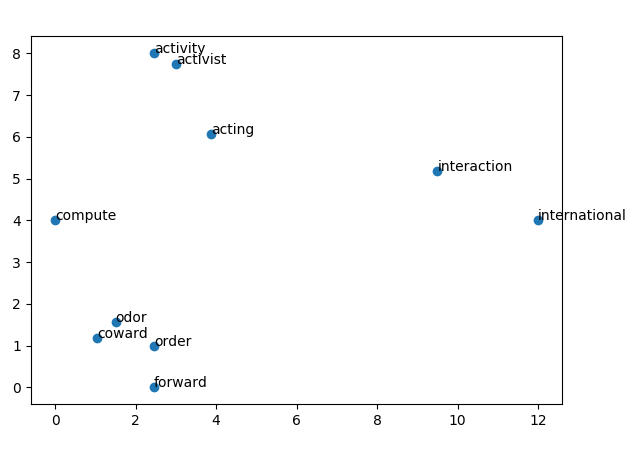 activity
activist
acting
interaction
compute
international
odor
coward
order
forward
8
7
6
5
4
3
2
1
0
0 2 4 6 8 10 12